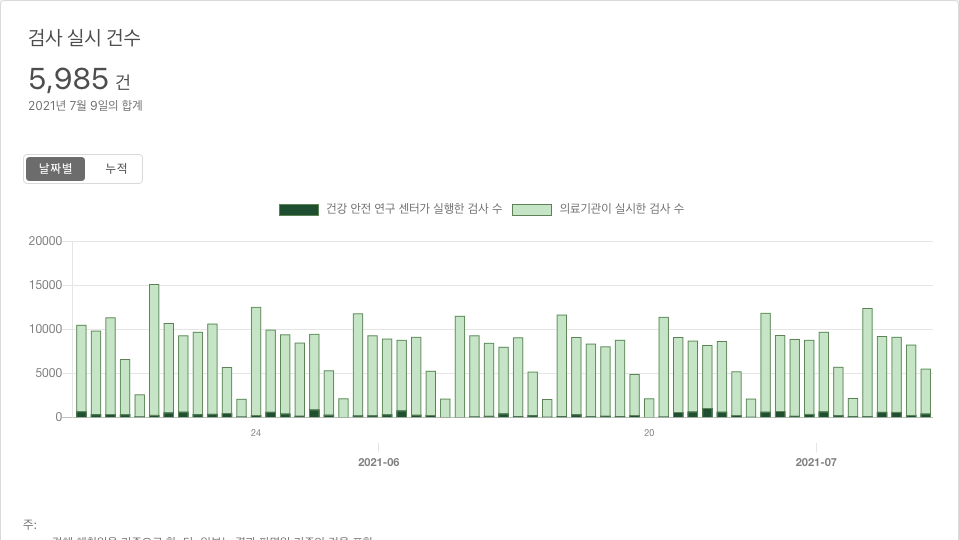 검사 실시 건수
5,985 건
2021년 7월 9일의 합계
날짜별 누적
건강 안전 연구 센터가 실행한 검사 수 의료기관이 실시한 검사 수
20000
15000
10000
5000
0
24 20
2021-06 2021-07
주: